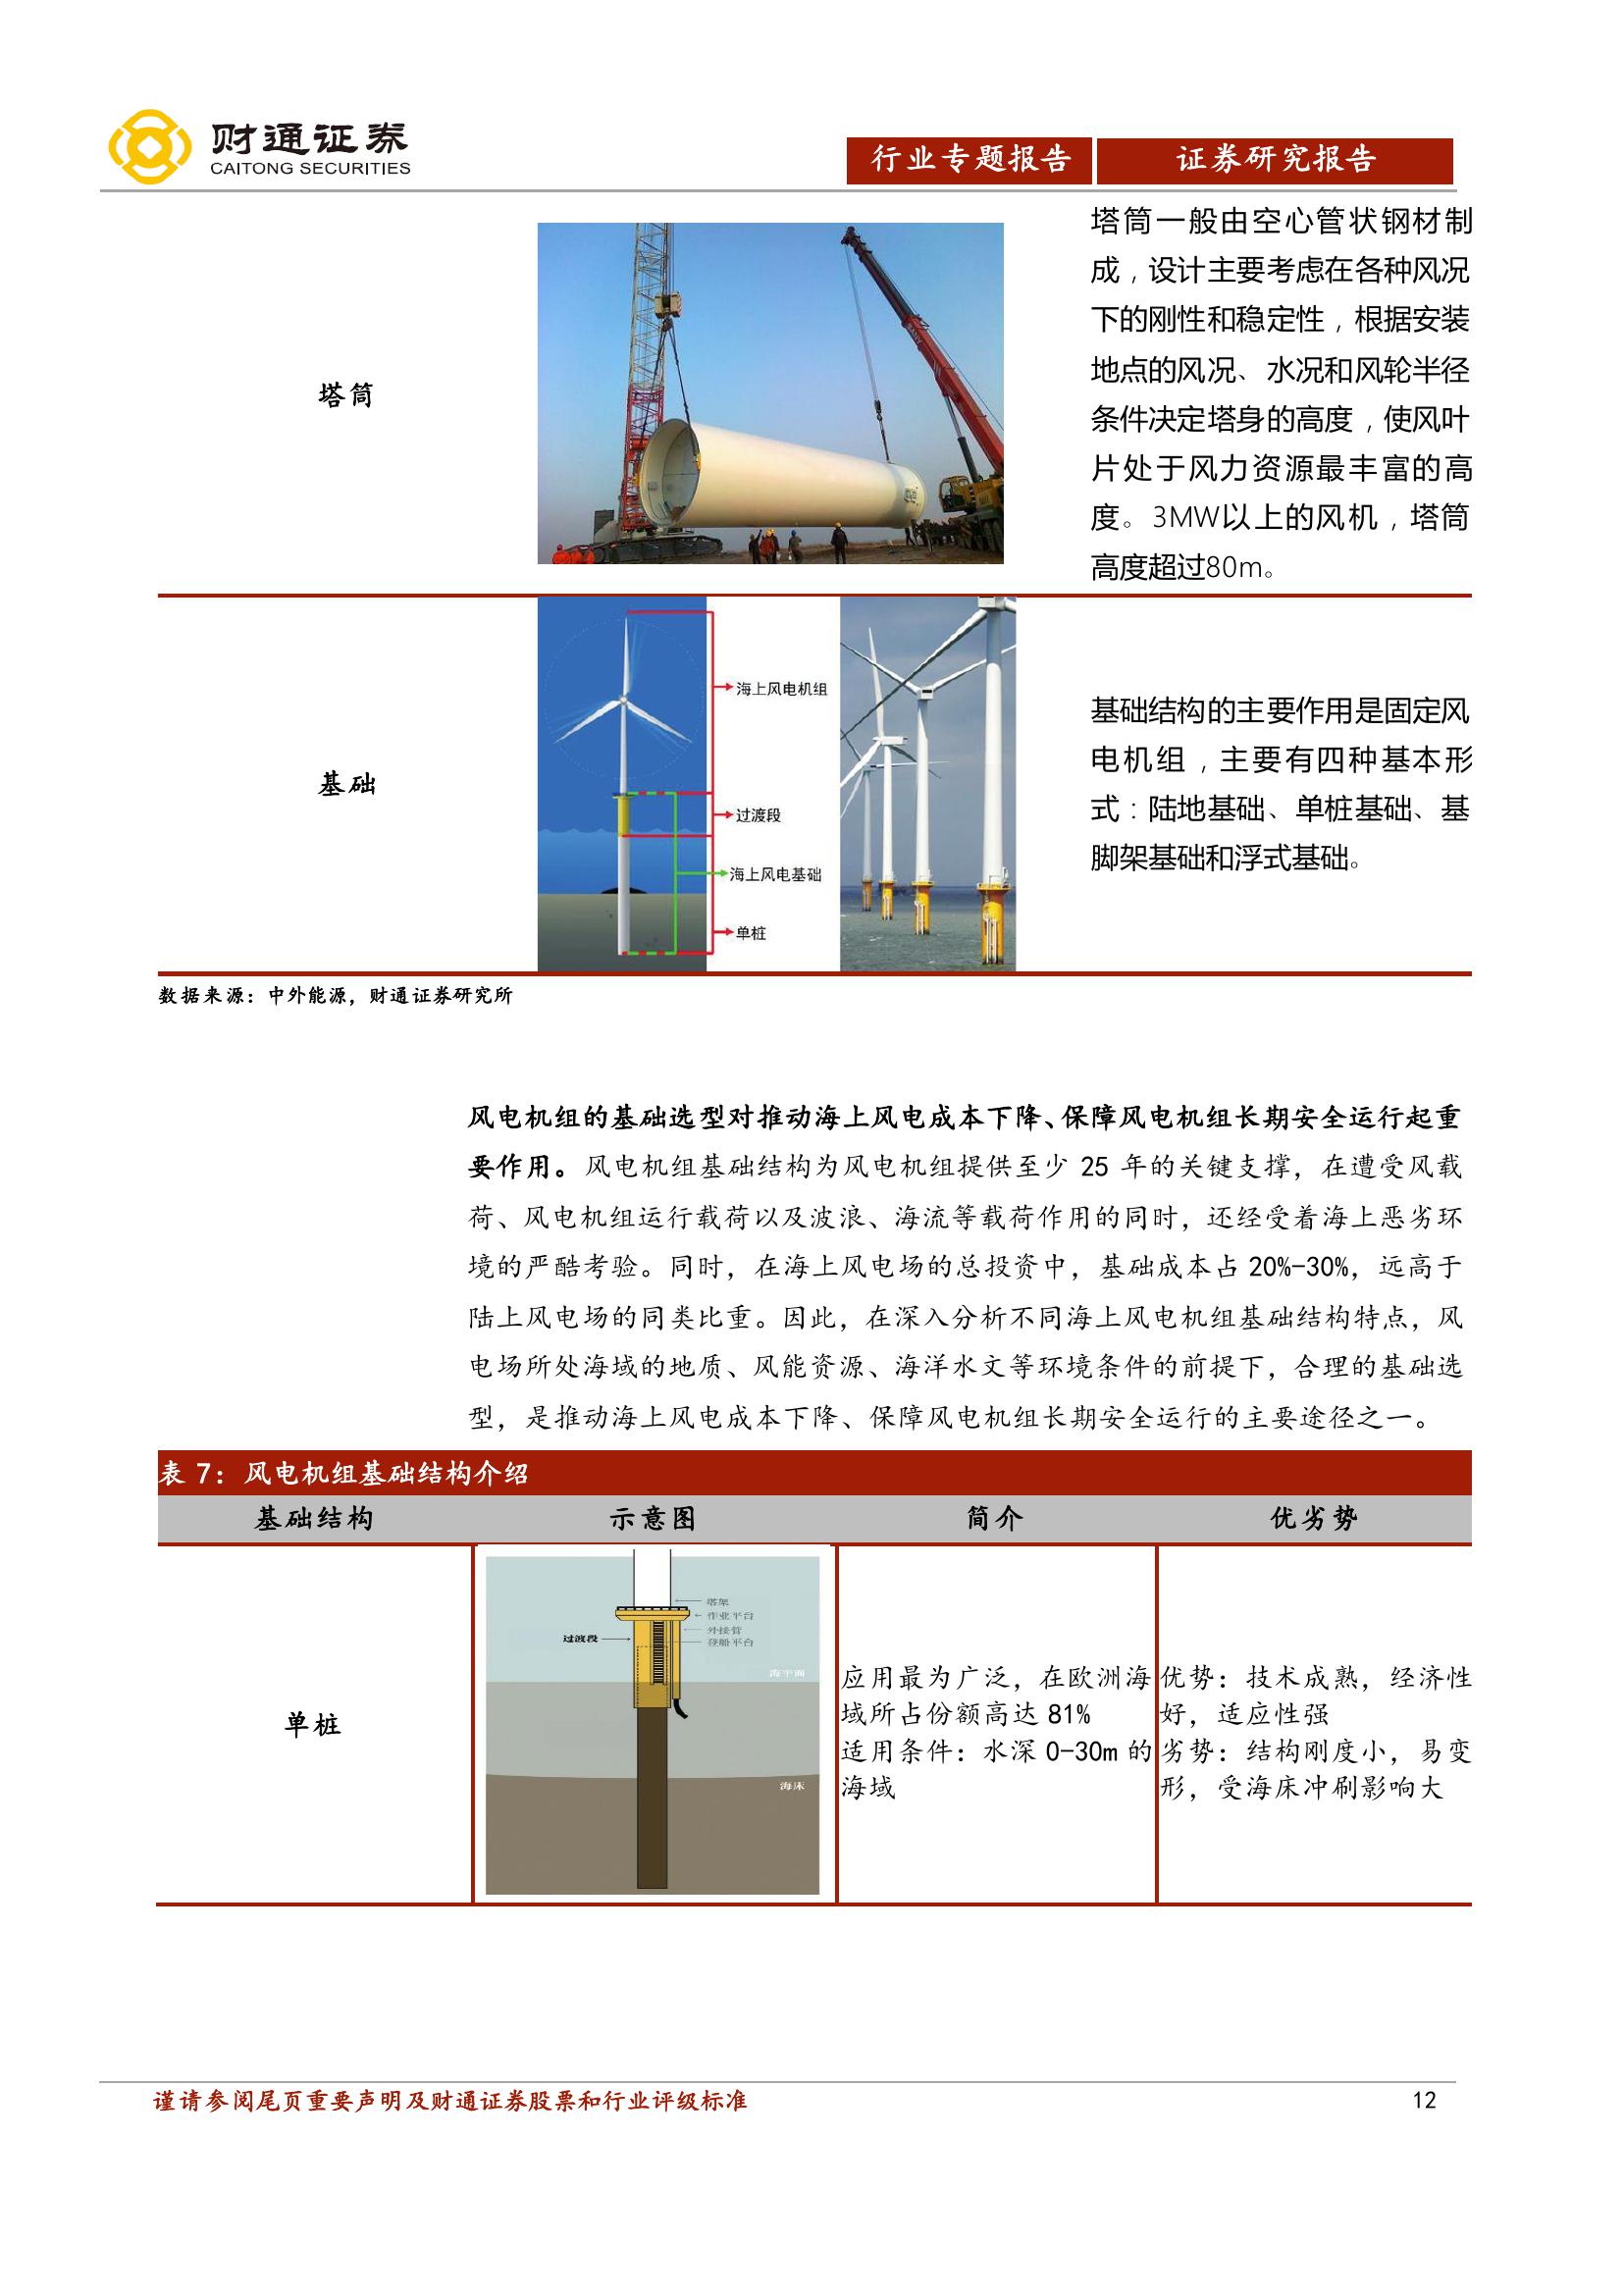 财通证券
CAITONG SECURITIES
行业专题报告
证券研究报告
塔筒
塔筒一般由空心管状钢材制
成，设计主要考虑在各种风况
下的刚性和稳定性，根据安装
地点的风况、水况和风轮半径
条件决定塔身的高度，使风叶
片处于风力资源最丰富的高
度。3MW以上的风机，塔筒
高度超过80m。
基础
海上风电机组
过渡段
海上风电基础
单桩
基础结构的主要作用是固定风
电机组，主要有四种基本形
式：陆地基础、单桩基础、基
脚架基础和浮式基础。
数据来源：中外能源，财通证券研究所
风电机组的基础选型对推动海上风电成本下降、保障风电机组长期安全运行起重
要作用。风电机组基础结构为风电机组提供至少 25 年的关键支撑，在遭受风载
荷、风电机组运行载荷以及波浪、海流等载荷作用的同时，还经受着海上恶劣环
境的严酷考验。同时，在海上风电场的总投资中，基础成本占 20%-30%，远高于
陆上风电场的同类比重。因此，在深入分析不同海上风电机组基础结构特点，风
电场所处海域的地质、风能资源、海洋水文等环境条件的前提下，合理的基础选
型，是推动海上风电成本下降、保障风电机组长期安全运行的主要途径之一。
表 7：风电机组基础结构介绍
基础结构
示意图
简介
优劣势
单桩
塔架
作业平台
外接管
登船平台
过渡段
海平面
海床
应用最为广泛，在欧洲海
域所占份额高达 81%
适用条件：水深 0-30m 的
海域
优势：技术成熟，经济性
好，适应性强
劣势：结构刚度小，易变
形，受海床冲刷影响大
谨请参阅尾页重要声明及财通证券股票和行业评级标准
12